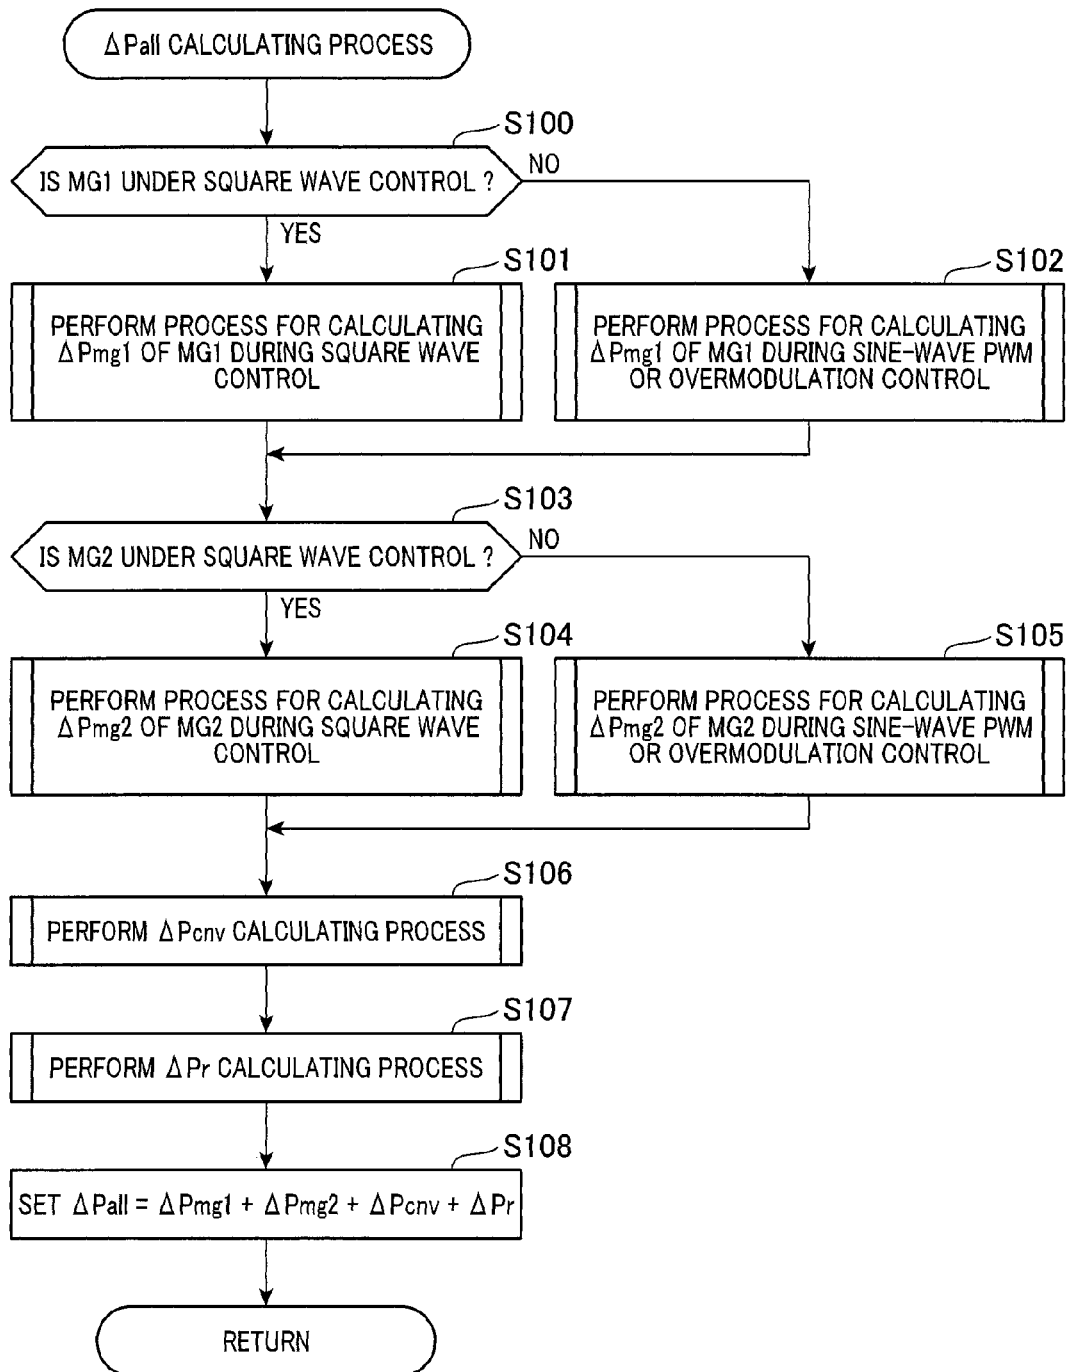 ΔPall CALCULATING PROCESS
S100
IS MG1 UNDER SQUARE WAVE CONTROL ?
NO
YES
S101
PERFORM PROCESS FOR CALCULATING
ΔPmg1 OF MG1 DURING SQUARE WAVE
CONTROL
S102
PERFORM PROCESS FOR CALCULATING
ΔPmg1 OF MG1 DURING SINE-WAVE PWM
OR OVERMODULATION CONTROL
S103
IS MG2 UNDER SQUARE WAVE CONTROL ?
NO
YES
S104
PERFORM PROCESS FOR CALCULATING
ΔPmg2 OF MG2 DURING SQUARE WAVE
CONTROL
S105
PERFORM PROCESS FOR CALCULATING
ΔPmg2 OF MG2 DURING SINE-WAVE PWM
OR OVERMODULATION CONTROL
S106
PERFORM ΔPcnv CALCULATING PROCESS
S107
PERFORM ΔPr CALCULATING PROCESS
S108
SET ΔPall = ΔPmg1 + ΔPmg2 + ΔPcnv + ΔPr
RETURN